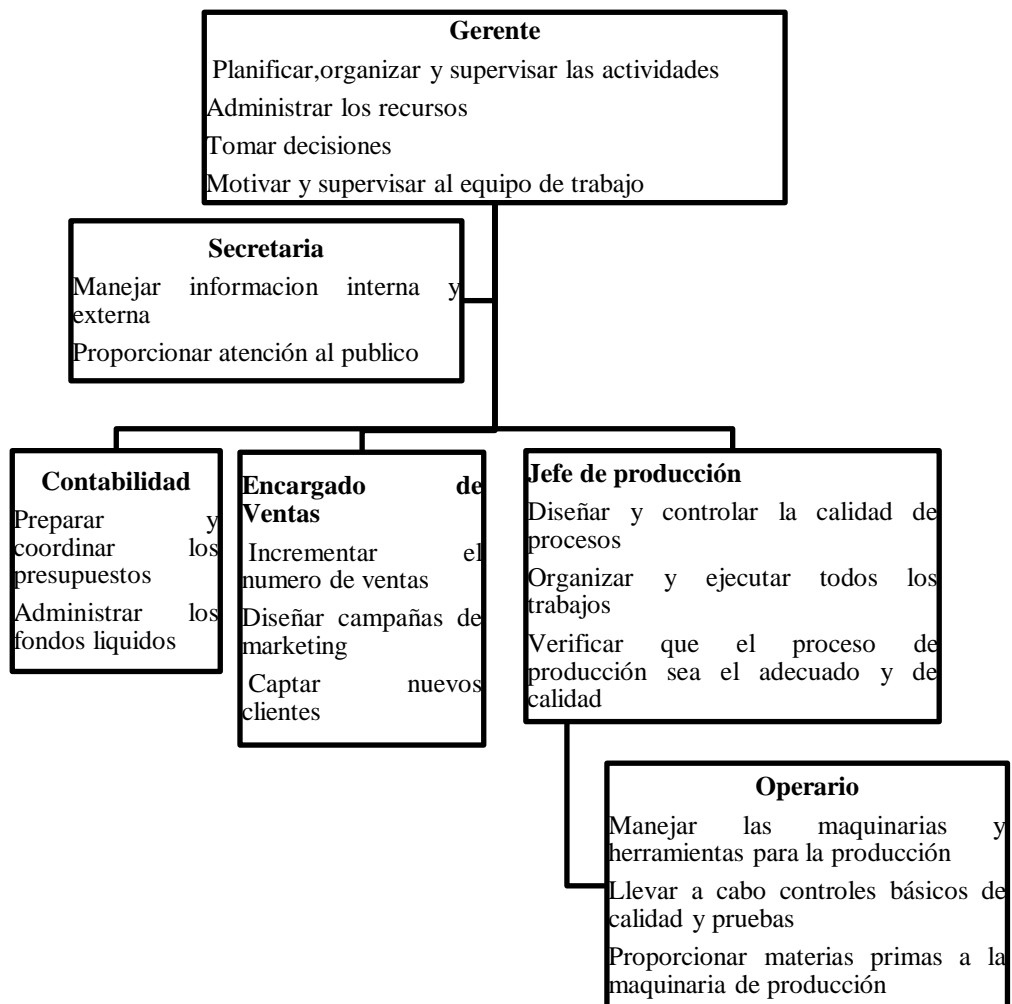 Gerente
Planificar,organizar y supervisar las actividades
Administrar los recursos
Tomar decisiones
Motivar y supervisar al equipo de trabajo
Secretaria
Manejar informacion interna y
externa
Proporcionar atención al publico
Contabilidad
Preparar y
coordinar los
presupuestos
Administrar los
fondos liquidos
Encargado de
Ventas
Incrementar el
numero de ventas
Diseñar campañas de
marketing
Captar nuevos
clientes
Jefe de producción
Diseñar y controlar la calidad de
procesos
Organizar y ejecutar todos los
trabajos
Verificar que el proceso de
producción sea el adecuado y de
calidad
Operario
Manejar las maquinarias y
herramientas para la producción
Llevar a cabo controles básicos de
calidad y pruebas
Proporcionar materias primas a la
maquinaria de producción